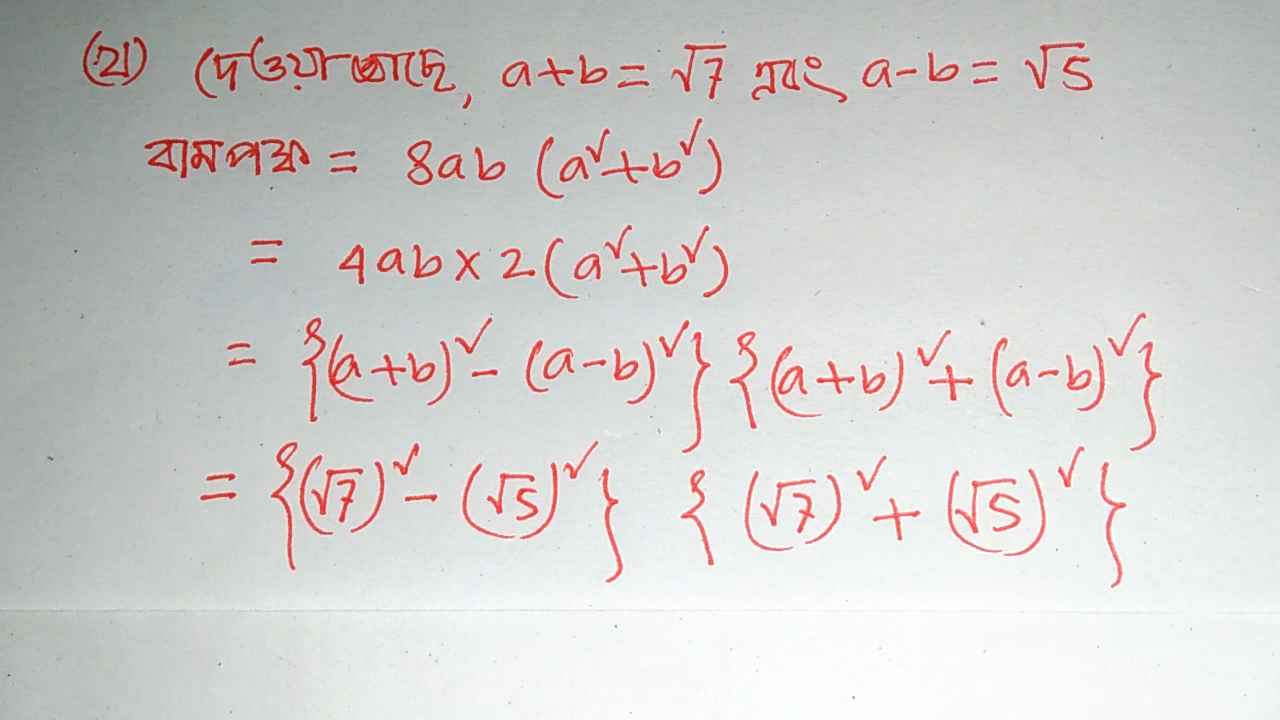 (২১) দেওয়া আছে, a+b = √7 এবং a-b = √5
বামপক্ষ = 8ab (a²+b²)
= 4ab × 2(a²+b²)
= {(a+b)² - (a-b)²} {(a+b)² + (a-b)²}
= {(√7)² - (√5)²} {(√7)² + (√5)²}